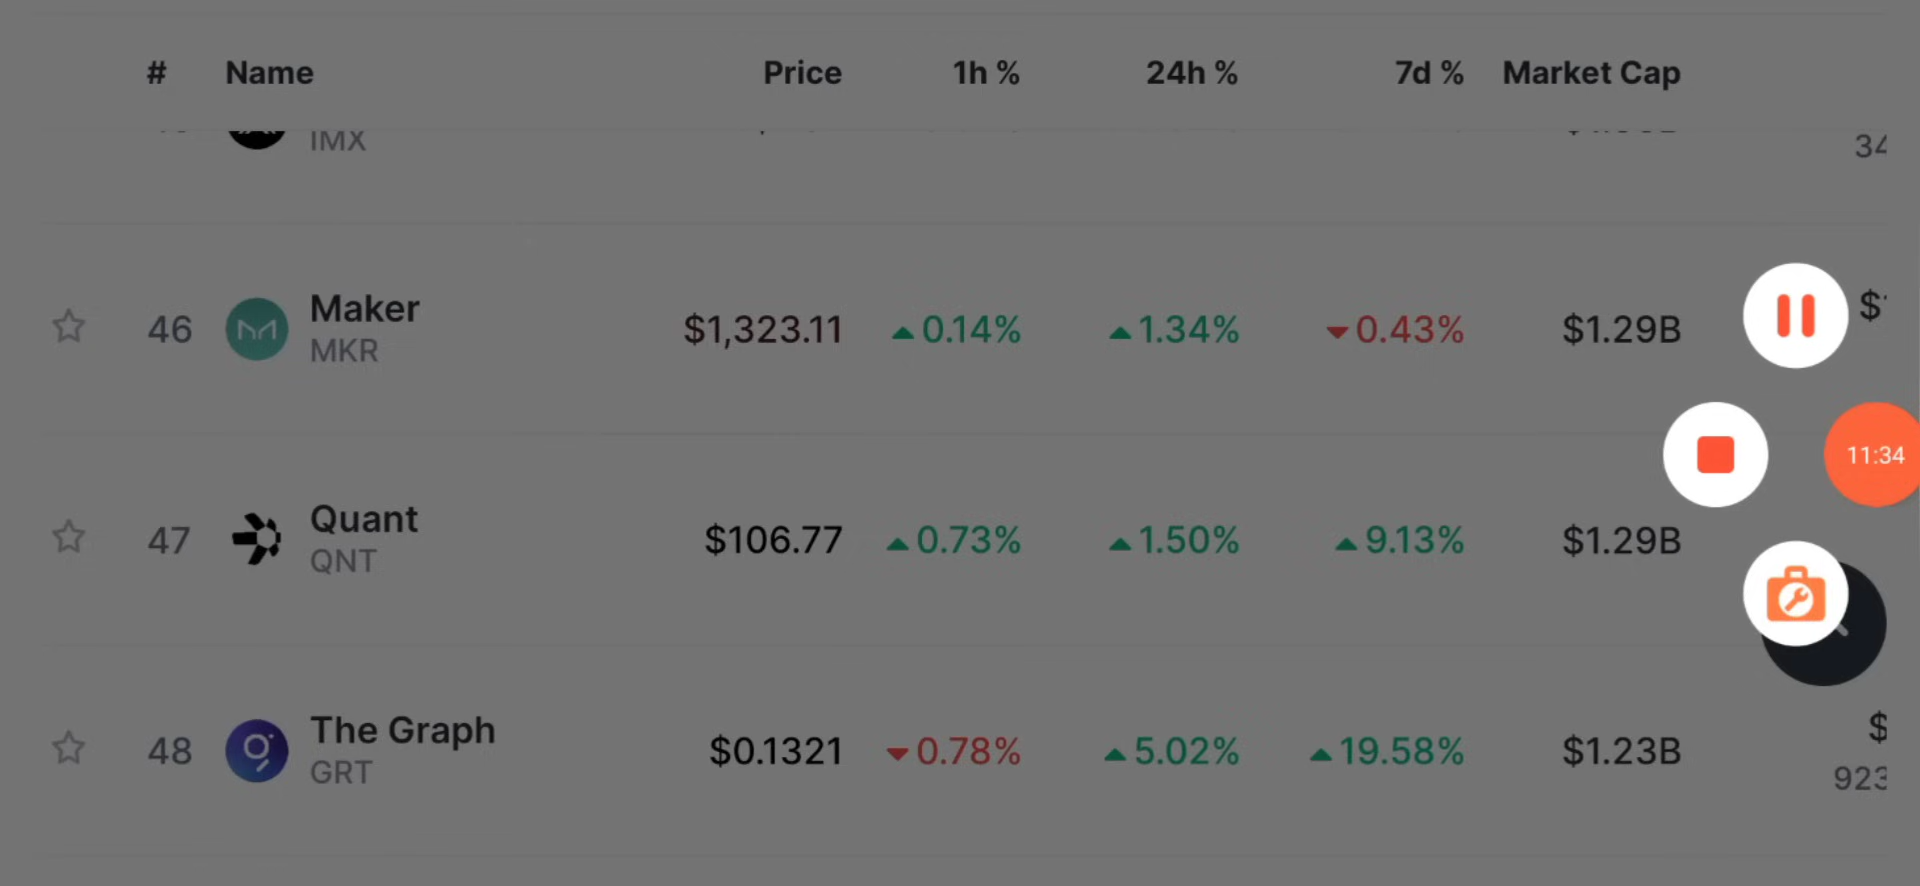 # Name Price 1h % 24h % 7d % Market Cap
IMX
34
Maker
46 $1,323.11 0.14% 1.34% 0.43% $1.29B
MKR
$
11:34
Quant
47 $106.77 0.73% 1.50% 9.13% $1.29B
QNT
The Graph
48 $0.1321 0.78% 5.02% 19.58% $1.23B
GRT
$
923